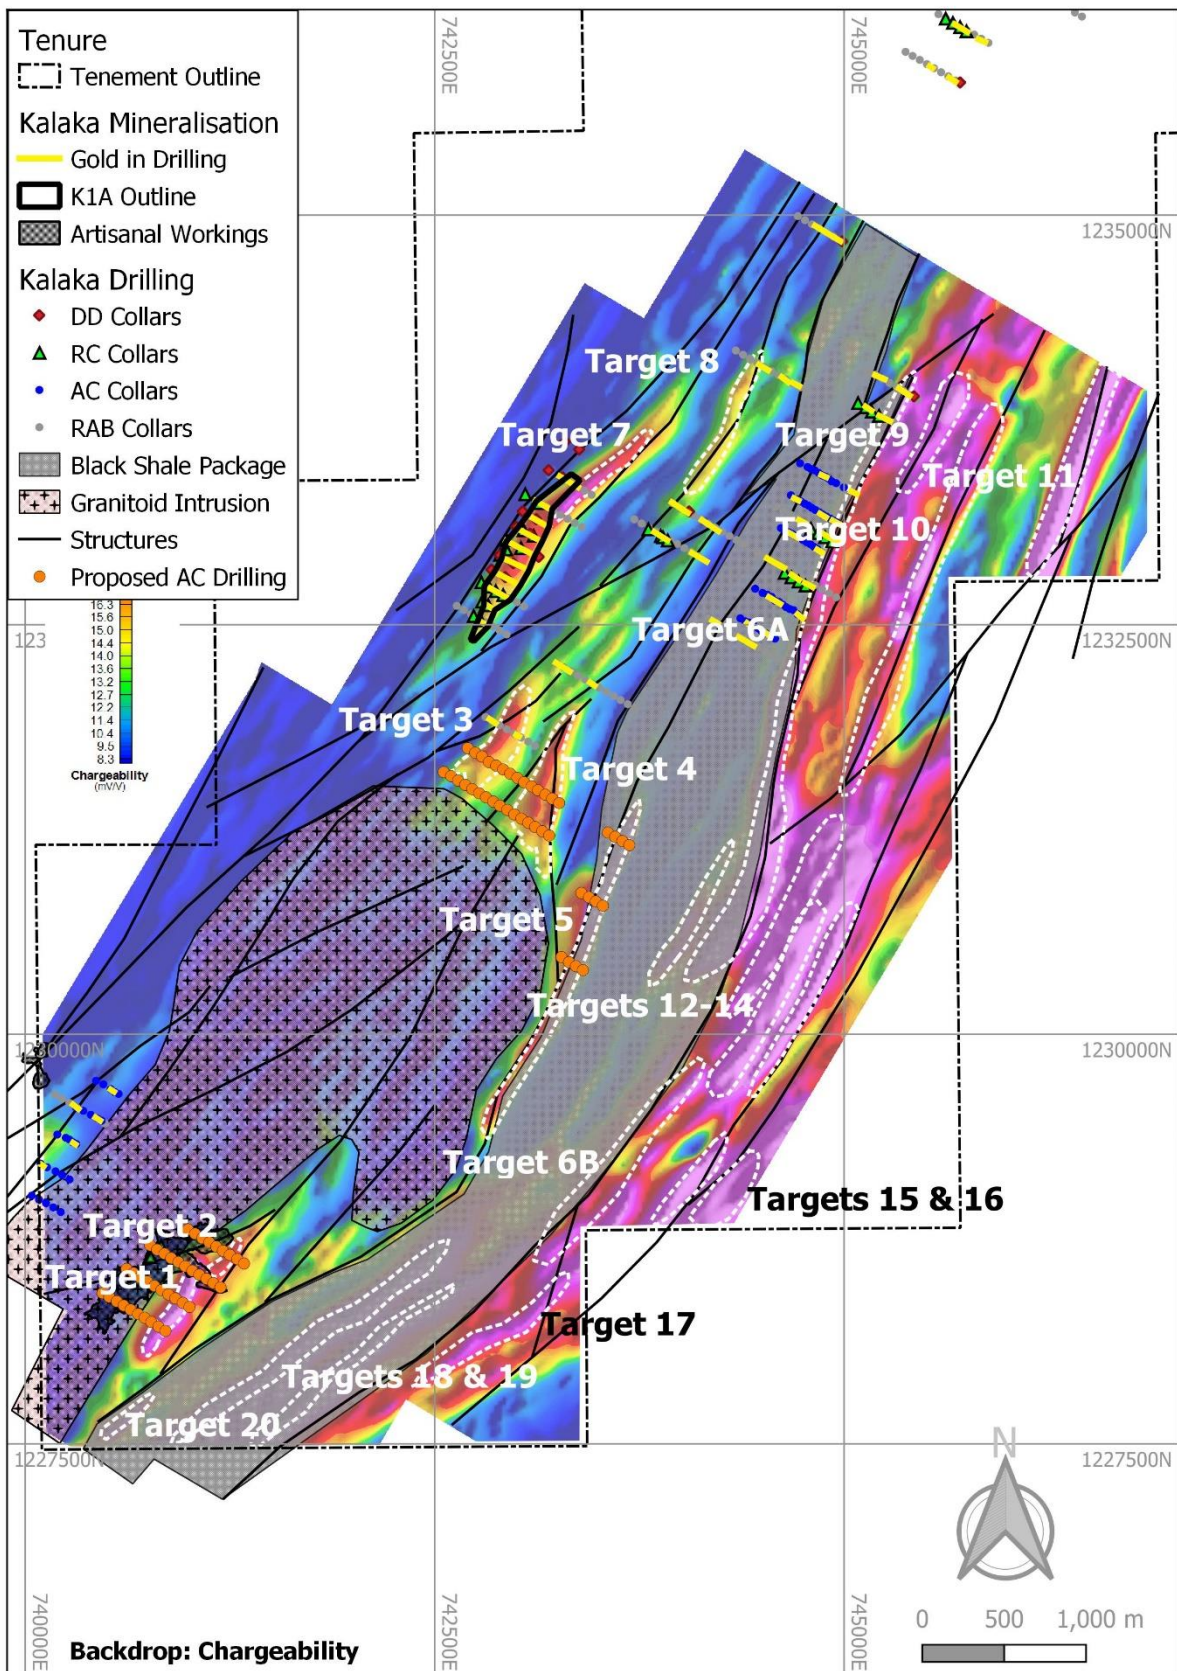 Tenure
Tenement Outline
Kalaka Mineralisation
Gold in Drilling
K1A Outline
Artisanal Workings
Kalaka Drilling
DD Collars
RC Collars
AC Collars
RAB Collars
Black Shale Package
Granitoid Intrusion
Structures
Proposed AC Drilling
16.3
15.6
15.0
14.4
13.6
13.2
12.7
12.1
11.4
10.4
9.5
8.3
Chargeability
(mV/V)
742500E
745000E
1235000N
Target 8
Target 7
Target 9
Target 11
Target 10
123
1232500N
Target 6A
Target 3
Target 4
Target 5
Targets 12-14
1230000N
1230000N
Target 6B
Targets 15 & 16
Target 2
Target 1
Target 17
Targets 18 & 19
Target 20
1227500N
1227500N
N
740000E
742500E
745000E
0 500 1,000 m
Backdrop: Chargeability